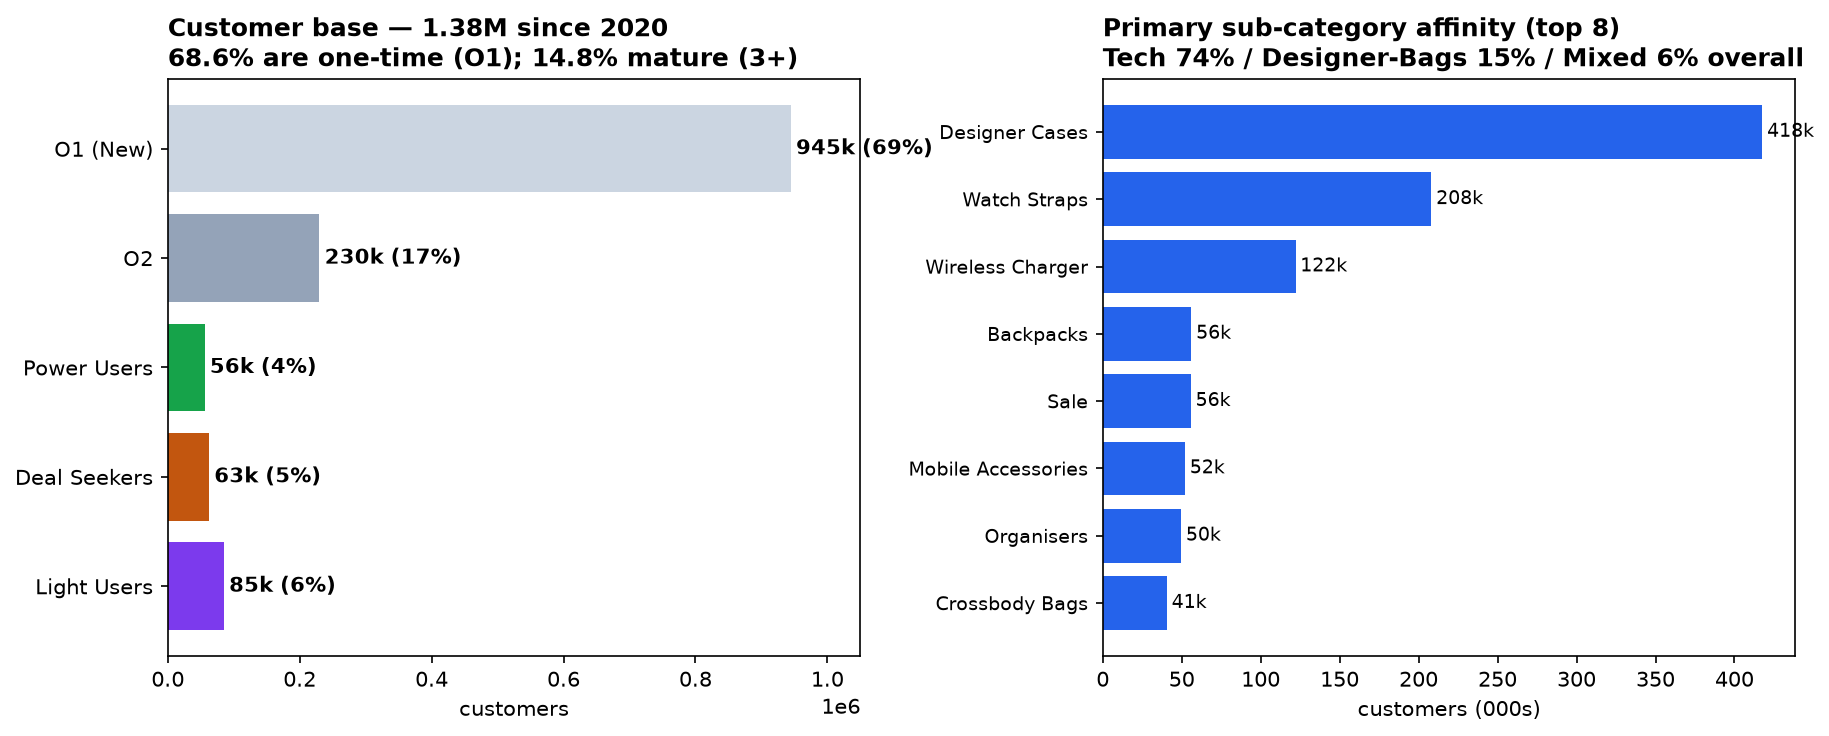 Customer base — 1.38M since 2020
68.6% are one-time (O1); 14.8% mature (3+)
O1 (New)
945k (69%)
O2
230k (17%)
Power Users
56k (4%)
Deal Seekers
63k (5%)
Light Users
85k (6%)
0.0 0.2 0.4 0.6 0.8 1.0
1e6
customers
Primary sub-category affinity (top 8)
Tech 74% / Designer-Bags 15% / Mixed 6% overall
Designer Cases
418k
Watch Straps
208k
Wireless Charger
122k
Backpacks
56k
Sale
56k
Mobile Accessories
52k
Organisers
50k
Crossbody Bags
41k
0 50 100 150 200 250 300 350 400
customers (000s)